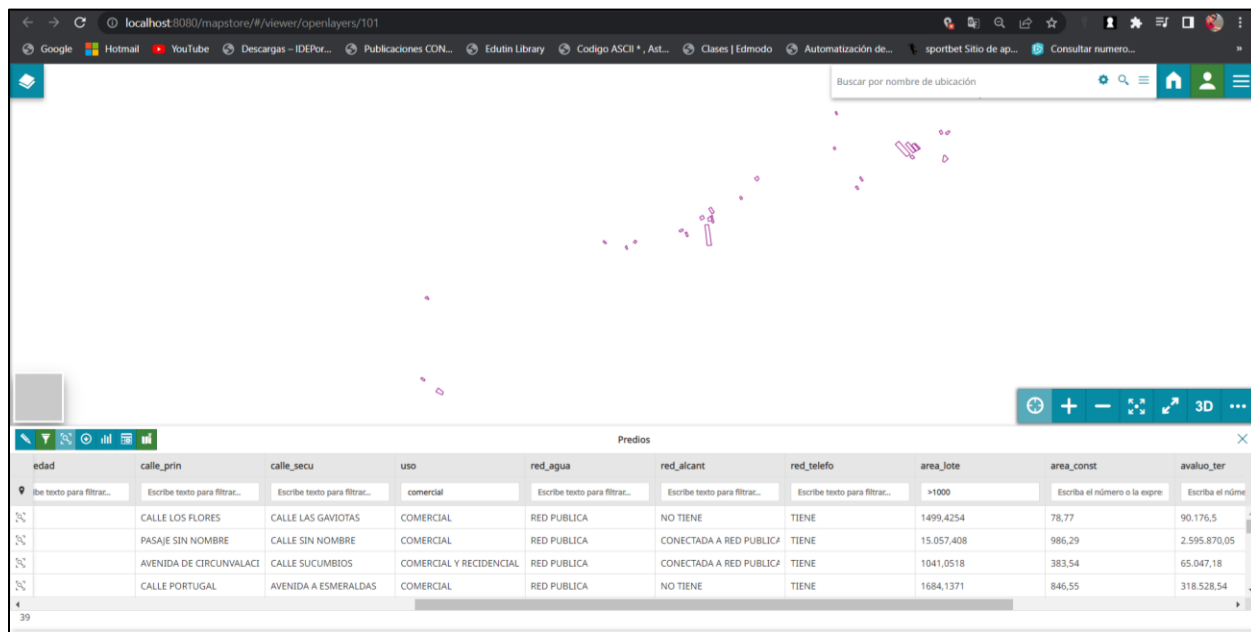 localhost:8080/mapstore/#/viewer/openlayers/101
Google Hotmail YouTube Descargas – IDEPor... Publicaciones CON... Edutin Library Codigo ASCII * , Ast... Clases | Edmodo Automatización de... sportbet Sitio de ap... Consultar numero... »
Buscar por nombre de ubicación
3D
Predios
edad calle_prin calle_secu uso red_agua red_alcant red_telefo area_lote area_const avaluo_ter
ibe texto para filtrar... Escribe texto para filtrar... Escribe texto para filtrar... comercial Escribe texto para filtrar... Escribe texto para filtrar... Escribe texto para filtrar... >1000 Escriba el número o la expre: Escriba el núme
CALLE LOS FLORES CALLE LAS GAVIOTAS COMERCIAL RED PUBLICA NO TIENE TIENE 1499,4254 78,77 90.176,5
PASAJE SIN NOMBRE CALLE SIN NOMBRE COMERCIAL RED PUBLICA CONECTADA A RED PUBLICA TIENE 15.057,408 986,29 2.595.870,05
AVENIDA DE CIRCUNVALACI CALLE SUCUMBIOS COMERCIAL Y RECIDENCIAL RED PUBLICA CONECTADA A RED PUBLICA TIENE 1041,0518 383,54 65.047,18
CALLE PORTUGAL AVENIDA A ESMERALDAS COMERCIAL RED PUBLICA NO TIENE TIENE 1684,1371 846,55 318.528,54
39